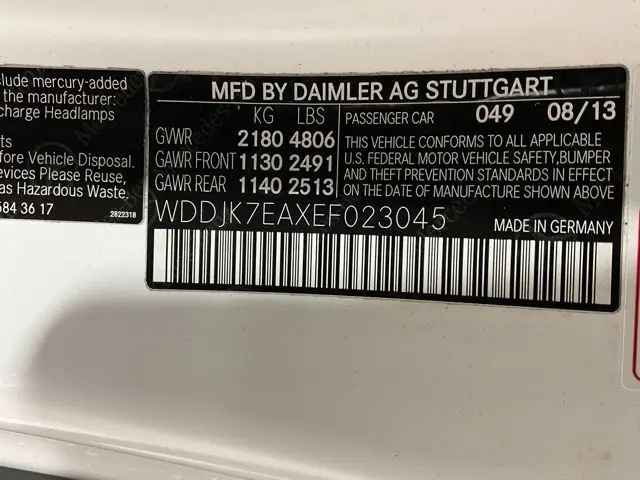 clude mercury-added
the manufacturer:
charge Headlamps
ts
fore Vehicle Disposal.
evices Please Reuse,
as Hazardous Waste.
584 3617
2822318
MFD BY DAIMLER AG STUTTGART
KG LBS
GVWR 2180 4806
GAWR FRONT 1130 2491
GAWR REAR 1140 2513
PASSENGER CAR 049 08/13
THIS VEHICLE CONFORMS TO ALL APPLICABLE
U.S. FEDERAL MOTOR VEHICLE SAFETY, BUMPER
AND THEFT PREVENTION STANDARDS IN EFFECT
ON THE DATE OF MANUFACTURE SHOWN ABOVE
WDDJK7EAXEF023045
MADE IN GERMANY